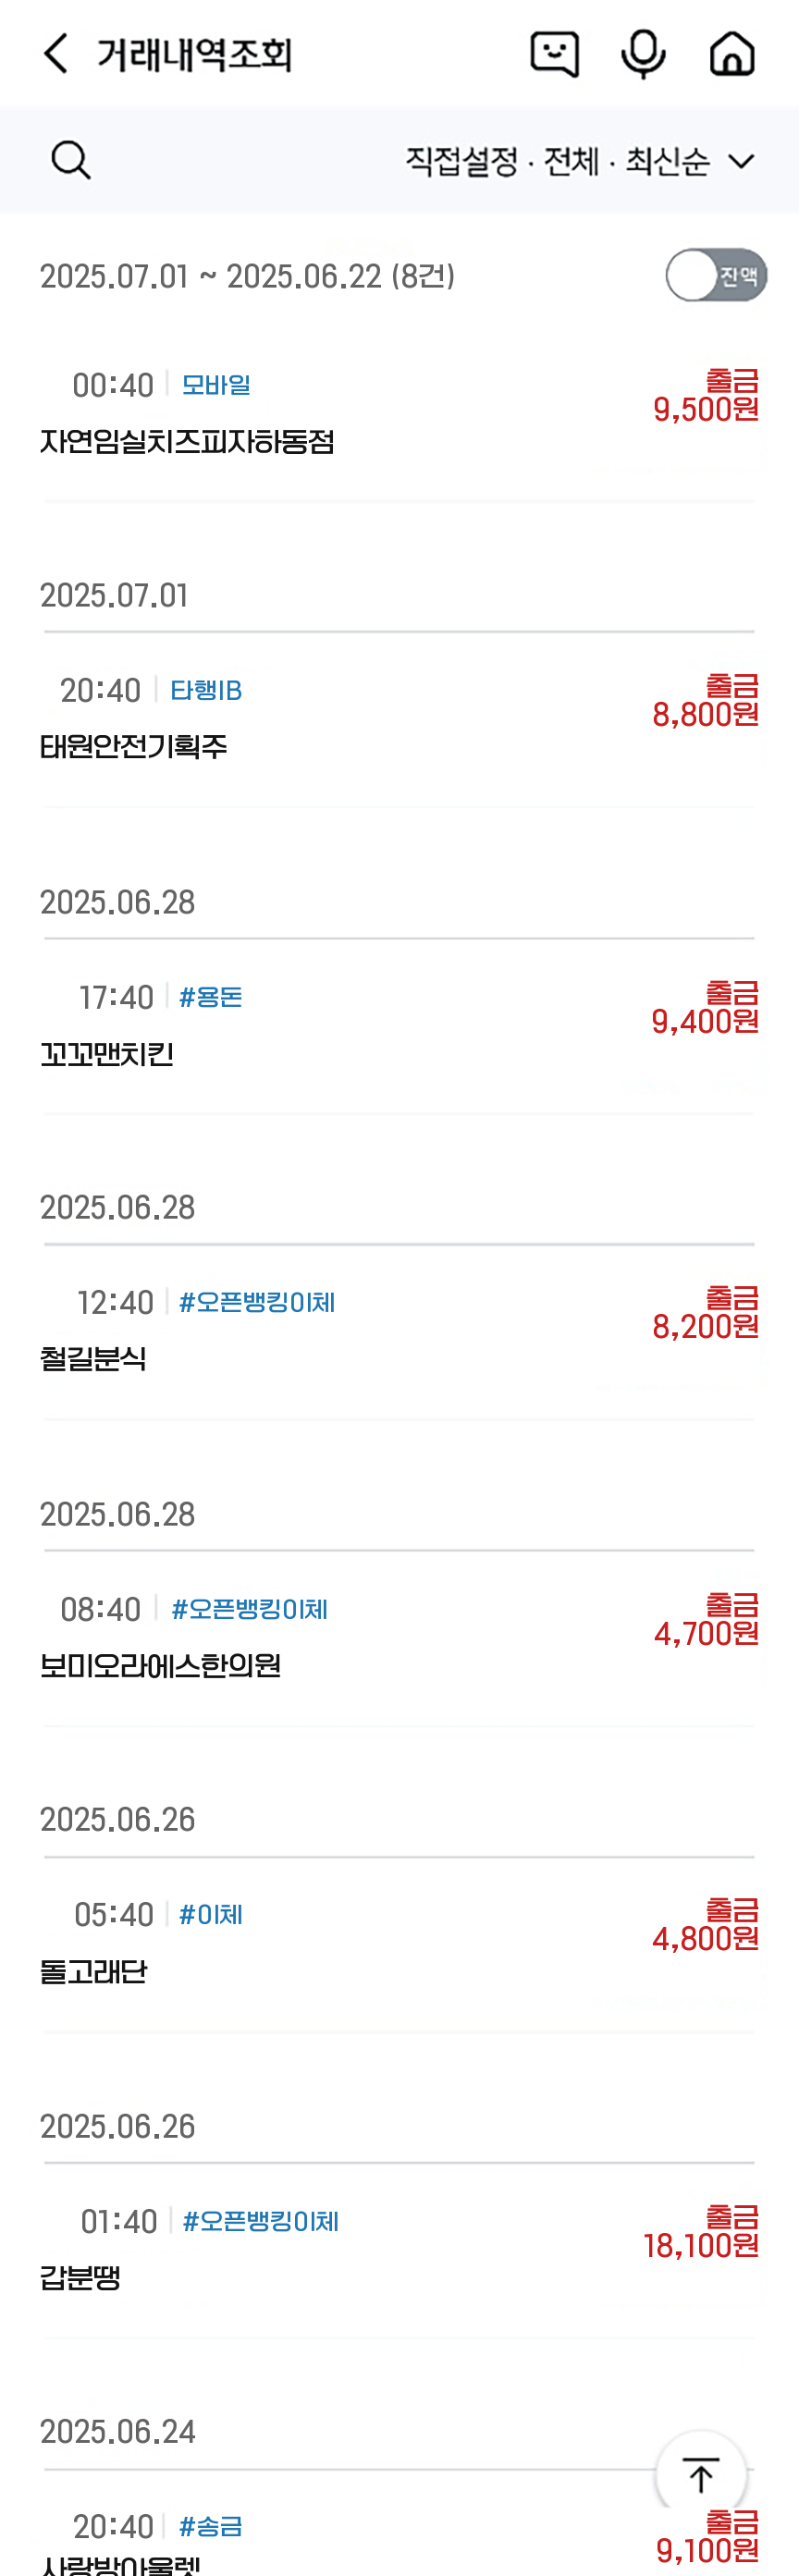 거래내역조회
직접설정 · 전체 · 최신순
2025.07.01 ~ 2025.06.22 (8건)
잔액
00:40 모바일
출금
9,500원
자연임실치즈피자하동점
2025.07.01
20:40 타행IB
출금
8,800원
태원안전기획주
2025.06.28
17:40 #용돈
출금
9,400원
꼬꼬맨치킨
2025.06.28
12:40 #오픈뱅킹이체
출금
8,200원
철길분식
2025.06.28
08:40 #오픈뱅킹이체
출금
4,700원
보미오라에스한의원
2025.06.26
05:40 #이체
출금
4,800원
돌고래단
2025.06.26
01:40 #오픈뱅킹이체
출금
18,100원
갑분땡
2025.06.24
20:40 #송금
출금
9,100원
사랑방아울렛